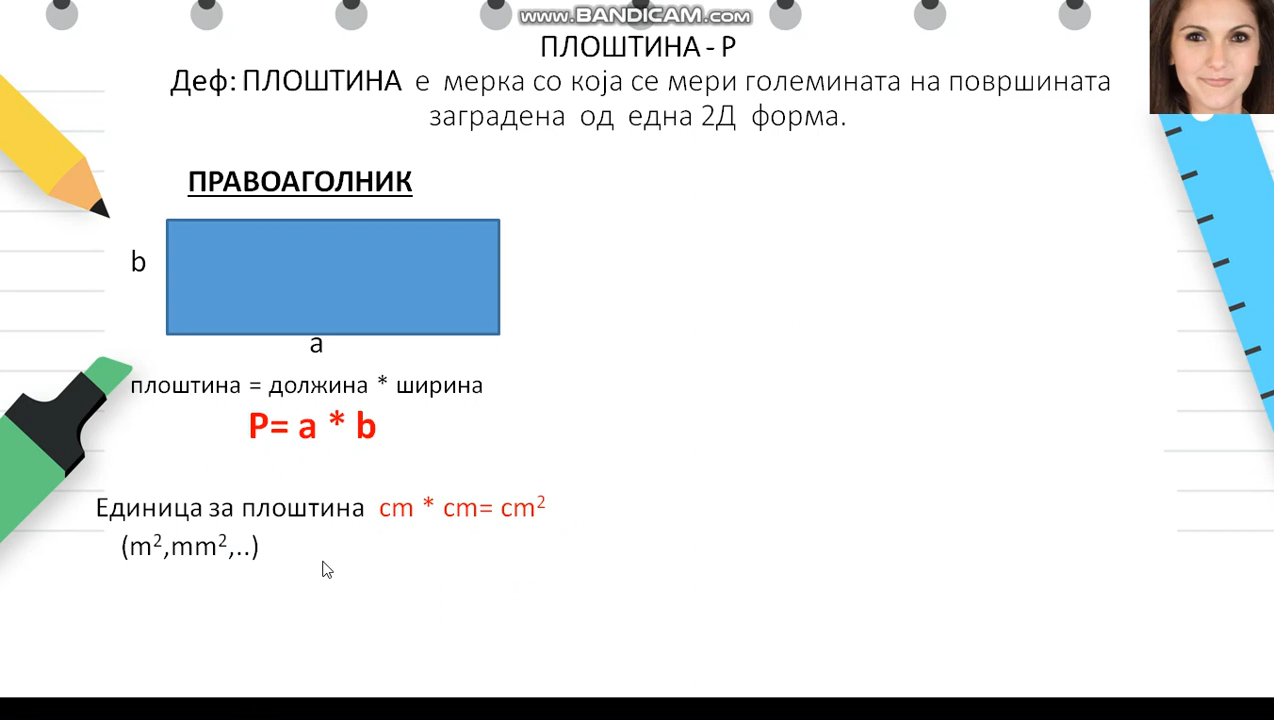 www.BANDICAM.com
ПЛОШТИНА - P
Деф: ПЛОШТИНА е мерка со која се мери големината на површината
заградена од една 2Д форма.
ПРАВОАГОЛНИК
b
a
плоштина = должина * ширина
P= a * b
Единица за плоштина cm * cm= cm²
(m²,mm²,..)